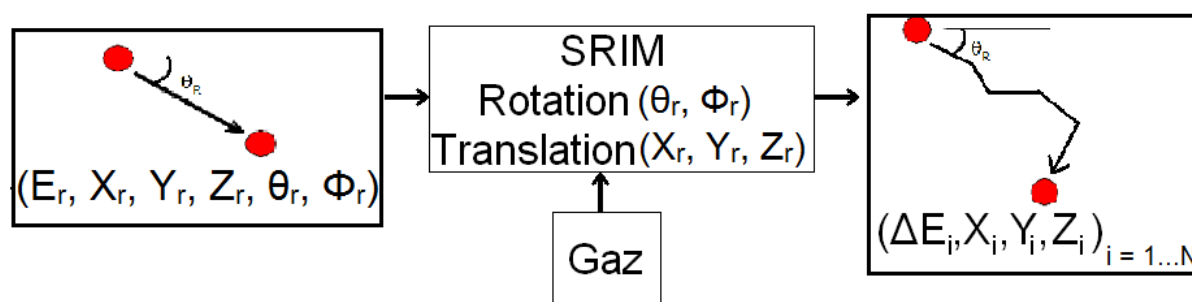 θR
(Er, Xr, Yr, Zr, θr, Φr)
SRIM
Rotation (θr, Φr)
Translation(Xr, Yr, Zr)
Gaz
θR
(ΔEi,Xi,Yi,Zi)i = 1...N